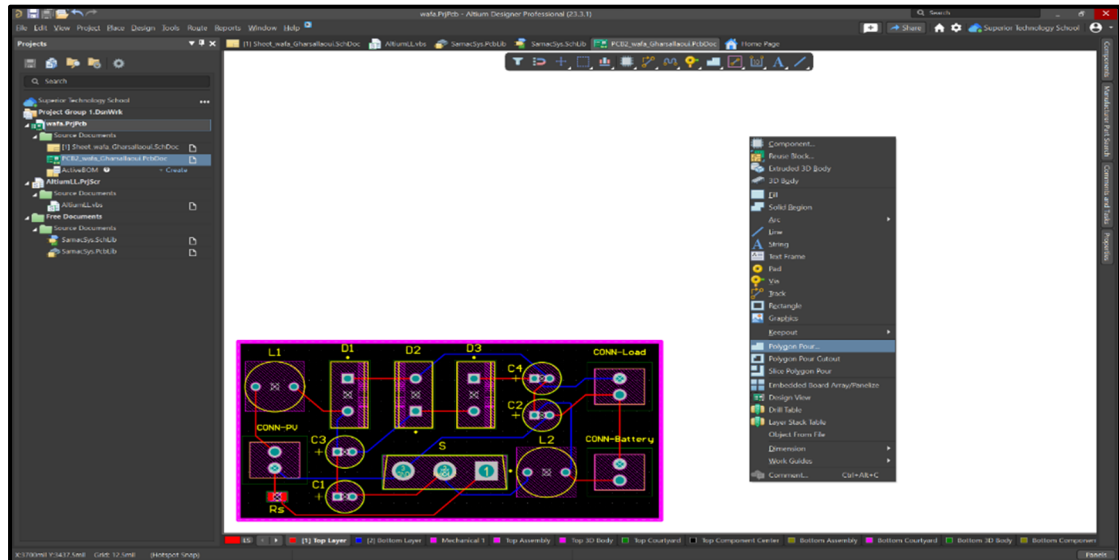 wafa.PrjPcb - Altium Designer Professional (23.3.1)
Search
File Edit View Project Place Design Tools Route Reports Window Help
Share
Superior Technology School
Projects
[1] Sheet_wafa_Gharsallaoui.SchDoc
AltiumLL.vbs
SamacSys.PcbLib
SamacSys.SchLib
PCB2_wafa_Gharsallaoui.PcbDoc
Home Page
Search
Superior Technology School
Project Group 1.DsnWrk
wafa.PrjPcb
Source Documents
[1] Sheet_wafa_Gharsallaoui.SchDoc
PCB2_wafa_Gharsallaoui.PcbDoc
ActiveBOM
+ Create
AltiumLL.PrjScr
Source Documents
AltiumLL.vbs
Free Documents
Source Documents
SamacSys.SchLib
SamacSys.PcbLib
Component...
Reuse Block...
Extruded 3D Body
3D Body
Fill
Solid Region
Arc
Line
String
Text Frame
Pad
Via
Track
Rectangle
Graphics
Keepout
Polygon Pour...
Polygon Pour Cutout
Slice Polygon Pour
Embedded Board Array/Panelize
Design View
Drill Table
Layer Stack Table
Object From File
Dimension
Work Guides
Comment... Ctrl+Alt+C
Components
Manufacturer Part Search
Comments and Tasks
Properties
L1
D1
D2
D3
C4
CONN-Load
C2
CONN-PV
C3
S
L2
CONN-Battery
1
C1
Rs
LS
[1] Top Layer
[2] Bottom Layer
Mechanical 1
Top Assembly
Top 3D Body
Top Courtyard
Top Component Center
Bottom Assembly
Bottom Courtyard
Bottom 3D Body
Bottom Component
X:3700mil Y:3437.5mil Grid: 12.5mil (Hotspot Snap)
Panels